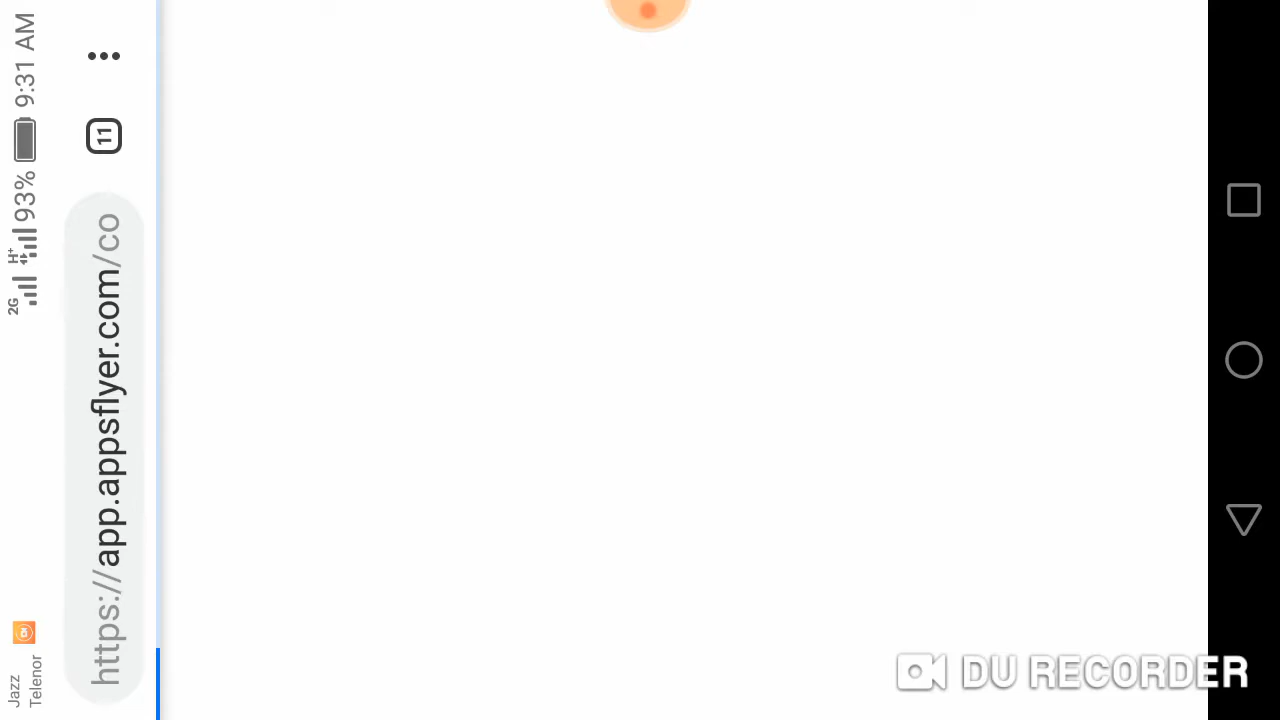 Jazz
Telenor
2G
H+
93%
9:31 AM
https://app.appsflyer.com/co
11
DU RECORDER